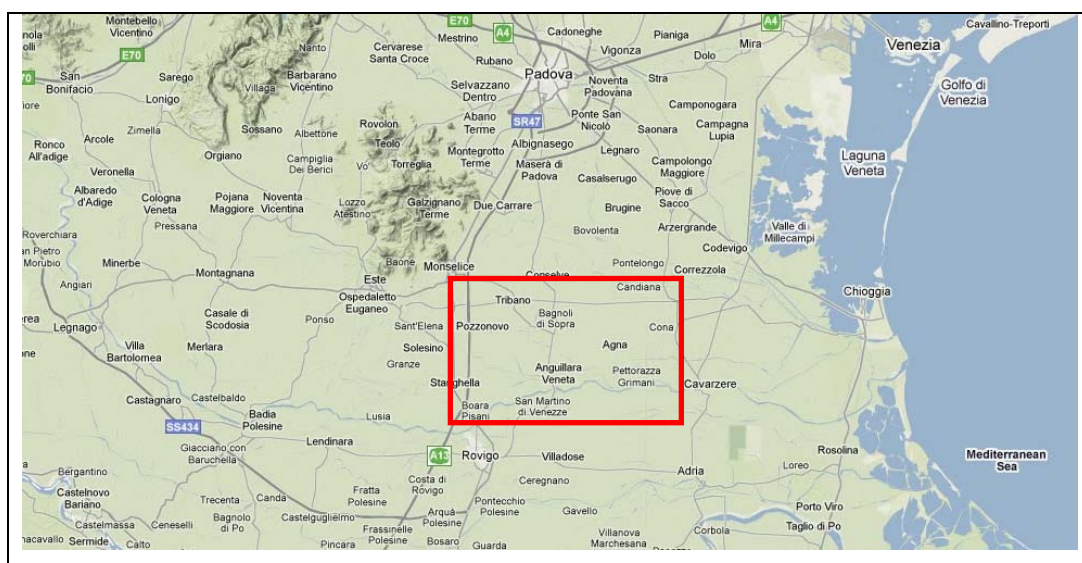 Montebello
Vicentino
E70
Mestrino
A4
Cadoneghe
Pianiga
A4
Mira
Cavallino-Treporti
E70
Nanto
Cervarese
Santa Croce
Rubano
Vigonza
Dolo
Venezia
San
Bonifacio
Sarego
Villaga
Barbarano
Vicentino
Selvazzano
Dentro
Padova
Noventa
Padovana
Stra
Golfo di
Venezia
Lonigo
Camponogara
Zimella
Sossano
Albettone
Rovolon
Teolo
Abano
Terme
SR47
Ponte San
Nicolò
Saonara
Campagna
Lupia
Arcole
Ronco
All'adige
Orgiano
Campiglia
Dei Berici
Vò
Torreglia
Montegrotto
Terme
Albignasego
Legnaro
Maserà di
Padova
Casalserugo
Campolongo
Maggiore
Laguna
Veneta
Veronella
Albaredo
d'Adige
Cologna
Veneta
Pojana
Maggiore
Noventa
Vicentina
Lozzo
Atestino
Galzignano
Terme
Due Carrare
Brugine
Piove di
Sacco
Pressana
Roverchiara
Bovolenta
Arzergrande
Valle di
Millecampi
Codevigo
Minerbe
Montagnana
Baone
Monselice
Conselve
Pontelongo
Correzzola
Angiari
Este
Candiana
Chioggia
Ospedaletto
Euganeo
Tribano
Casale di
Scodosia
Ponso
Sant'Elena
Pozzonovo
Bagnoli
di Sopra
Cona
Legnago
Villa
Bartolomea
Merlara
Solesino
Agna
Granze
Anguillara
Veneta
Pettorazza
Grimani
Stanghella
Cavarzere
Castagnaro
Castelbaldo
Badia
Polesine
Lusia
Boara
Pisani
San Martino
di Venezze
SS434
Giacciano con
Baruchella
Lendinara
A13
Rovigo
Villadose
Rosolina
Mediterranean
Sea
Bergantino
Adria
Loreo
Castelnovo
Bariano
Trecenta
Canda
Fratta
Polesine
Costa di
Rovigo
Ceregnano
Pontecchio
Polesine
Porto Viro
Castelmassa
Ceneselli
Bagnolo
di Po
Castelguglielmo
Frassinelle
Polesine
Arquà
Polesine
Gavello
Villanova
Marchesana
Corbola
Taglio di Po
Sermide
Calto
Pincara
Bosaro
Guarda